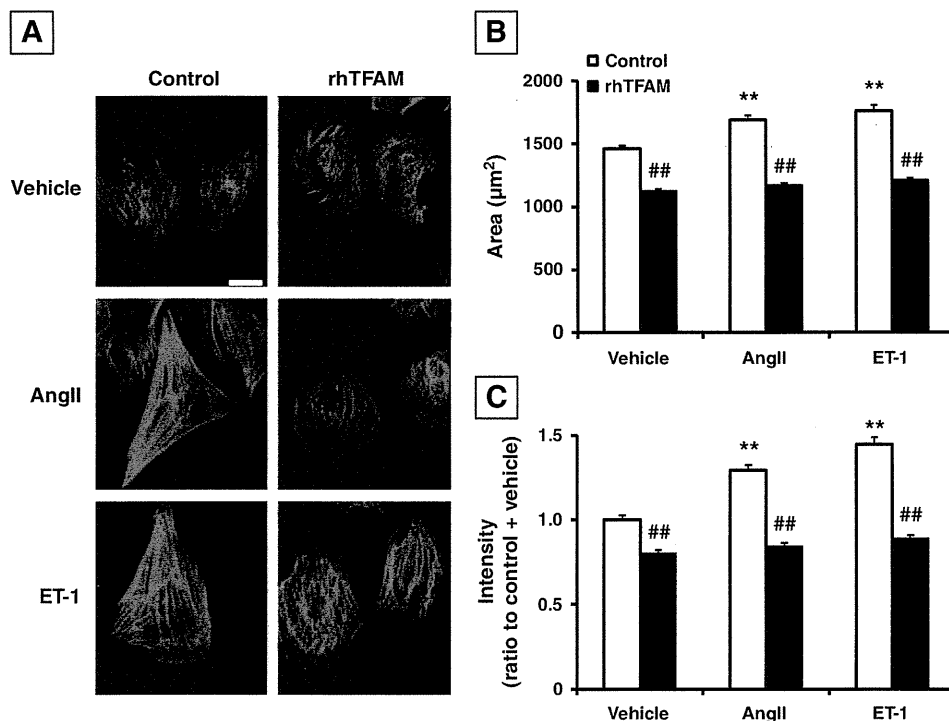 A
Control
rhTFAM
Vehicle
AngII
ET-1
B
Control
rhTFAM
2000
1500
1000
500
0
Area (µm²)
**
**
##
##
##
Vehicle
AngII
ET-1
C
1.5
1.0
0.5
0
Intensity
(ratio to control + vehicle)
**
**
##
##
##
Vehicle
AngII
ET-1